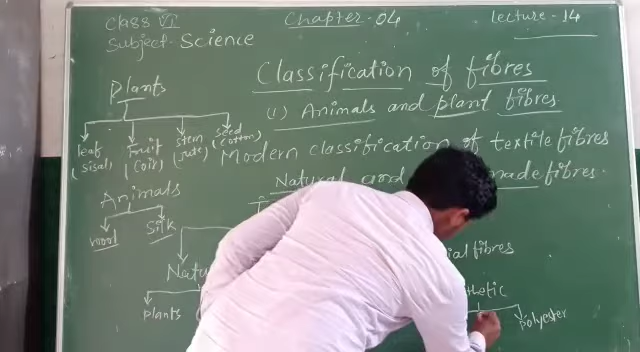 Class VI Chapter-04 lecture-14
Subject-Science
Classification of fibres
Plants
(1) Animals and plant fibres
leaf Fruit stem seed
(sisal) (coir) (jute) (cotton)
Modern classification of textile fibres
Natural and made fibres.
Animals
wool Silk
ial fibres
Natu
thetic
plants polyester